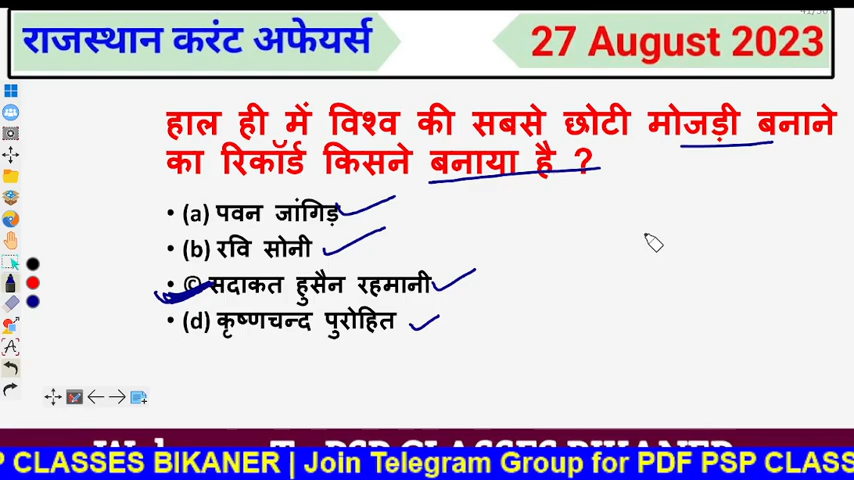 राजस्थान करंट अफेयर्स
27 August 2023
हाल ही में विश्व की सबसे छोटी मोजड़ी बनाने
का रिकॉर्ड किसने बनाया है ?
• (a) पवन जांगिड़
• (b) रवि सोनी
• © सदाकत हुसैन रहमानी
• (d) कृष्णचन्द पुरोहित
P CLASSES BIKANER | Join Telegram Group for PDF PSP CLASS